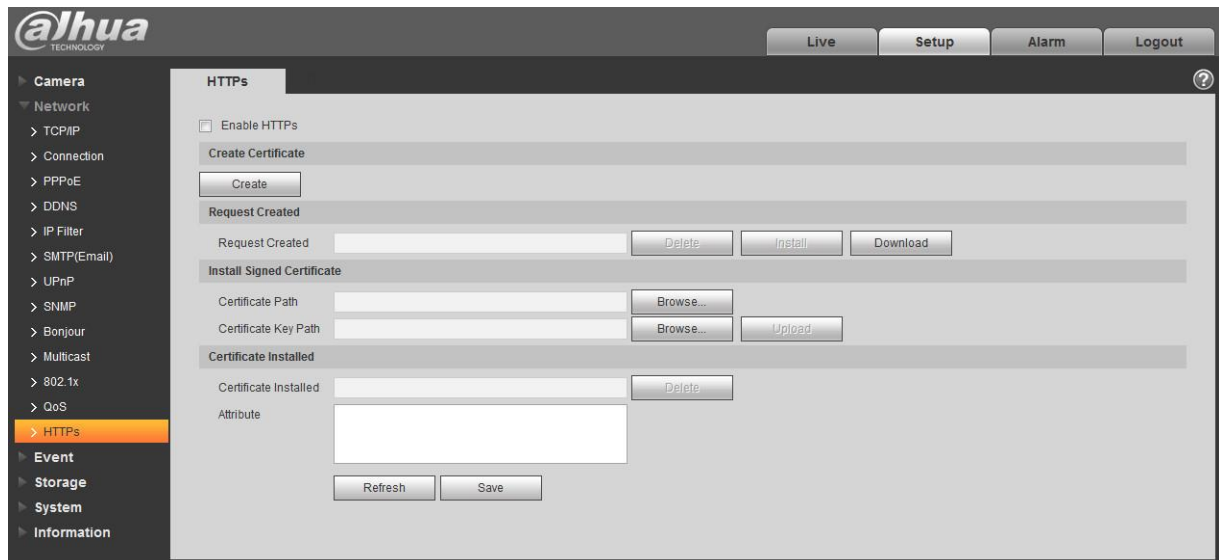 alhua
TECHNOLOGY
Live
Setup
Alarm
Logout
Camera
Network
TCP/IP
Connection
PPPoE
DDNS
IP Filter
SMTP(Email)
UPnP
SNMP
Bonjour
Multicast
802.1x
QoS
HTTPs
Event
Storage
System
Information
HTTPs
?
Enable HTTPs
Create Certificate
Create
Request Created
Request Created Delete Install Download
Install Signed Certificate
Certificate Path Browse...
Certificate Key Path Browse... Upload
Certificate Installed
Certificate Installed Delete
Attribute
Refresh Save